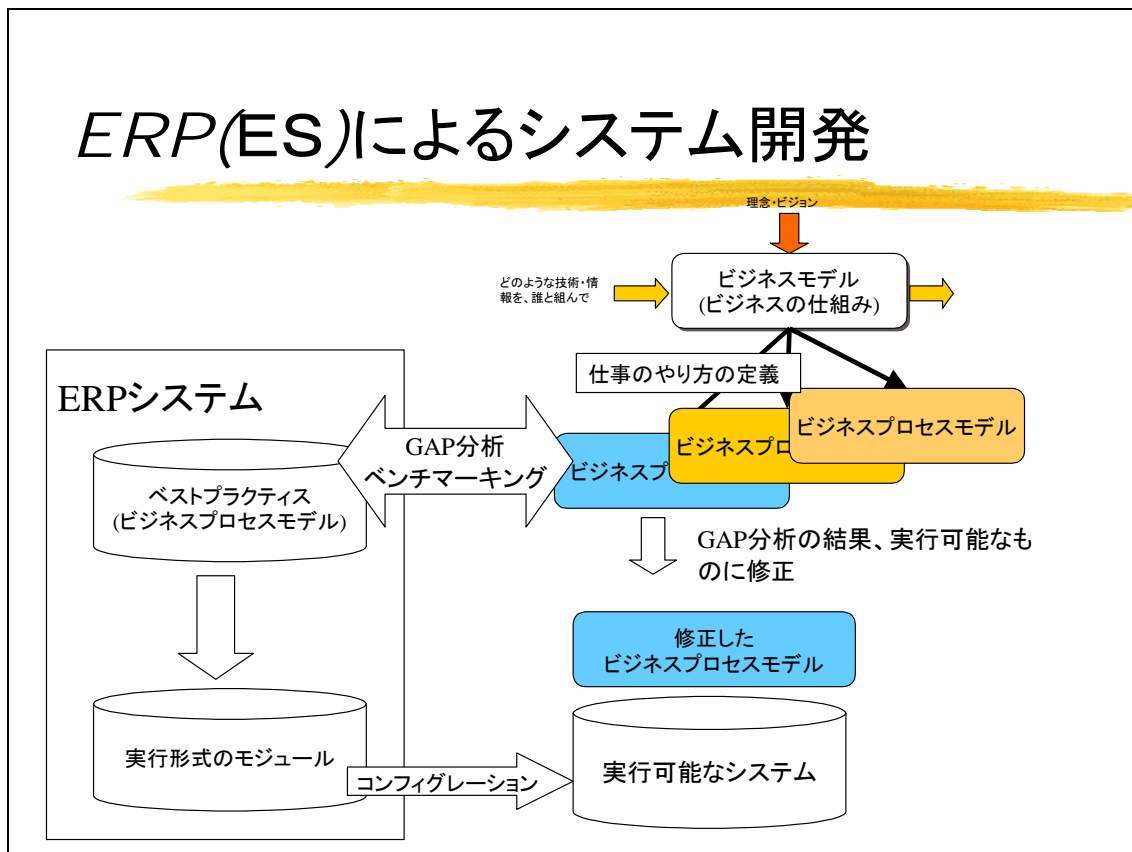 ERP(ES)によるシステム開発
理念・ビジョン
どのような技術・情
報を、誰と組んで
ビジネスモデル
(ビジネスの仕組み)
仕事のやり方の定義
ERPシステム
GAP分析
ベンチマーキング
ビジネスプ
ビジネスプロ
ビジネスプロセスモデル
ベストプラクティス
(ビジネスプロセスモデル)
GAP分析の結果、実行可能なも
のに修正
修正した
ビジネスプロセスモデル
実行形式のモジュール
コンフィグレーション
実行可能なシステム